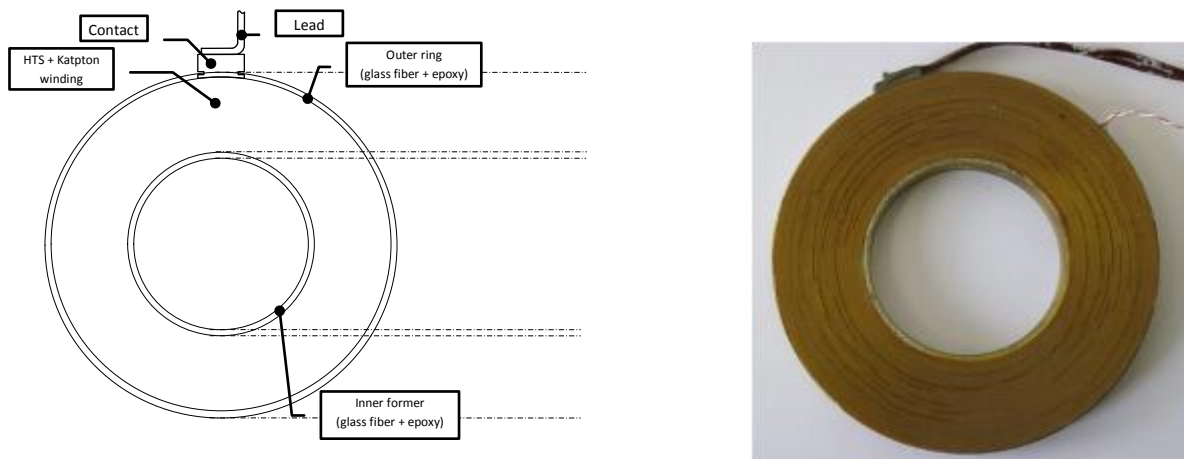 Contact
Lead
HTS + Katpton
winding
Outer ring
(glass fiber + epoxy)
Inner former
(glass fiber + epoxy)